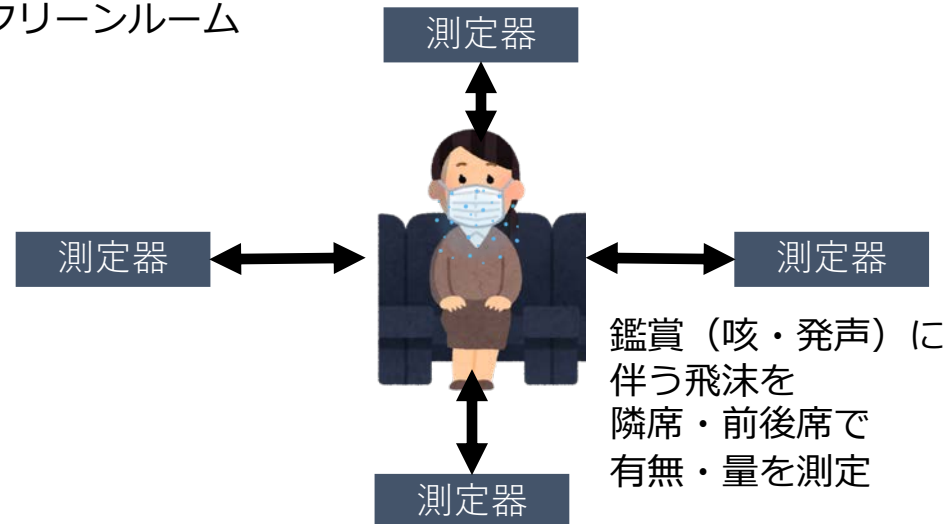 クリーンルーム
測定器
測定器
測定器
鑑賞（咳・発声）に
伴う飛沫を
隣席・前後席で
有無・量を測定
測定器